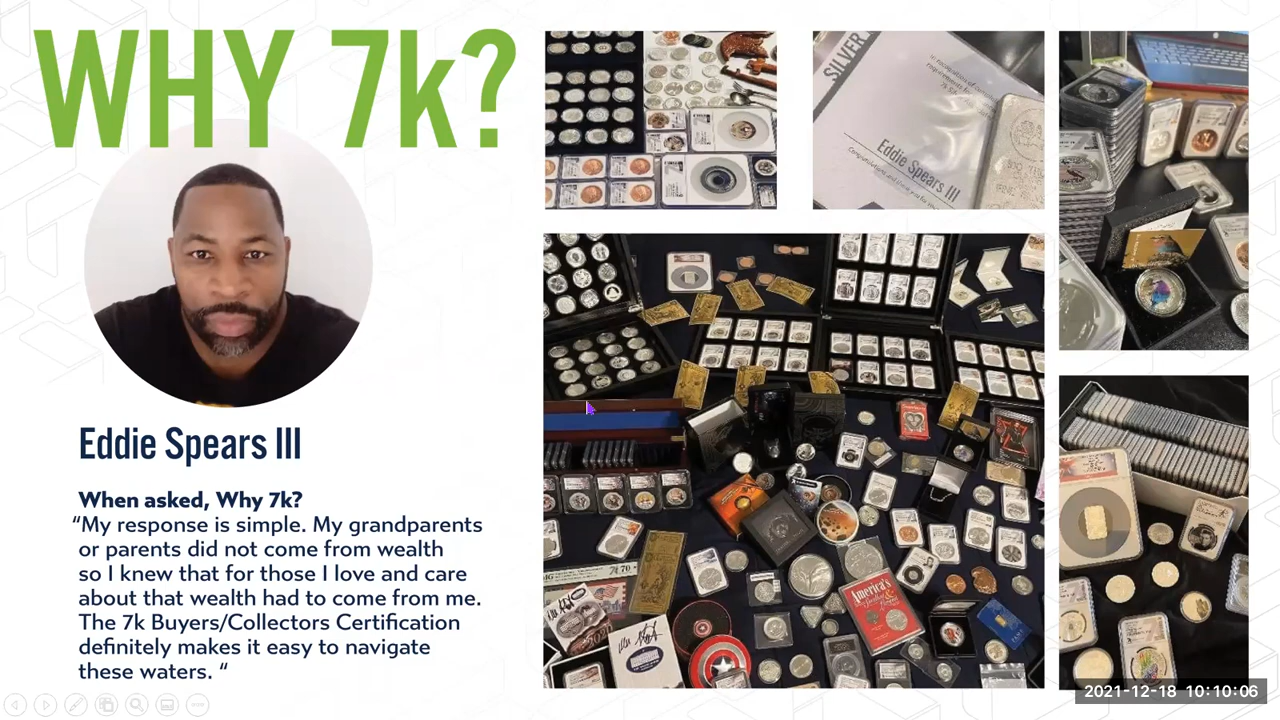 WHY 7k?
Eddie Spears III
When asked, Why 7k?
“My response is simple. My grandparents
or parents did not come from wealth
so I knew that for those I love and care
about that wealth had to come from me.
The 7k Buyers/Collectors Certification
definitely makes it easy to navigate
these waters. “
SILVER
Eddie Spears III
America's
2021-12-18 10:10:06